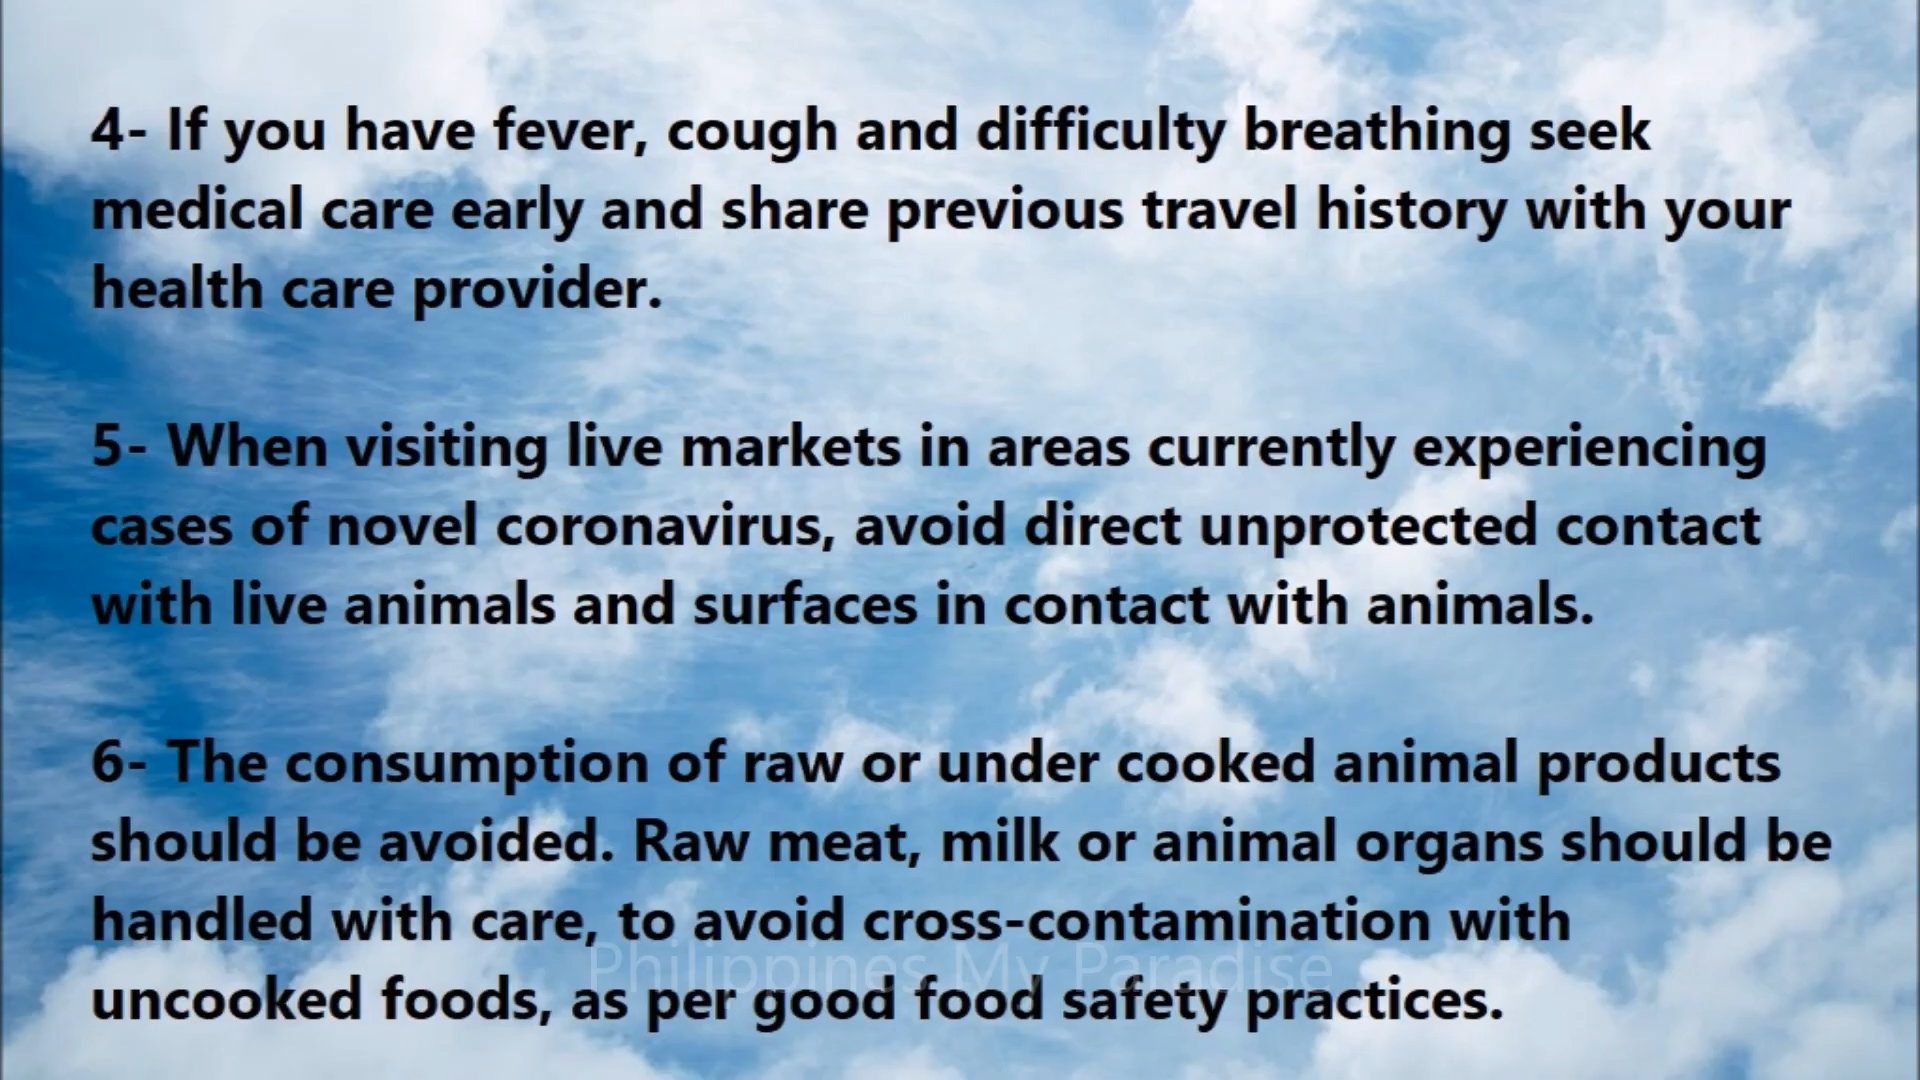 4- If you have fever, cough and difficulty breathing seek
medical care early and share previous travel history with your
health care provider.
5- When visiting live markets in areas currently experiencing
cases of novel coronavirus, avoid direct unprotected contact
with live animals and surfaces in contact with animals.
6- The consumption of raw or under cooked animal products
should be avoided. Raw meat, milk or animal organs should be
handled with care, to avoid cross-contamination with
Philippines My Paradise
uncooked foods, as per good food safety practices.